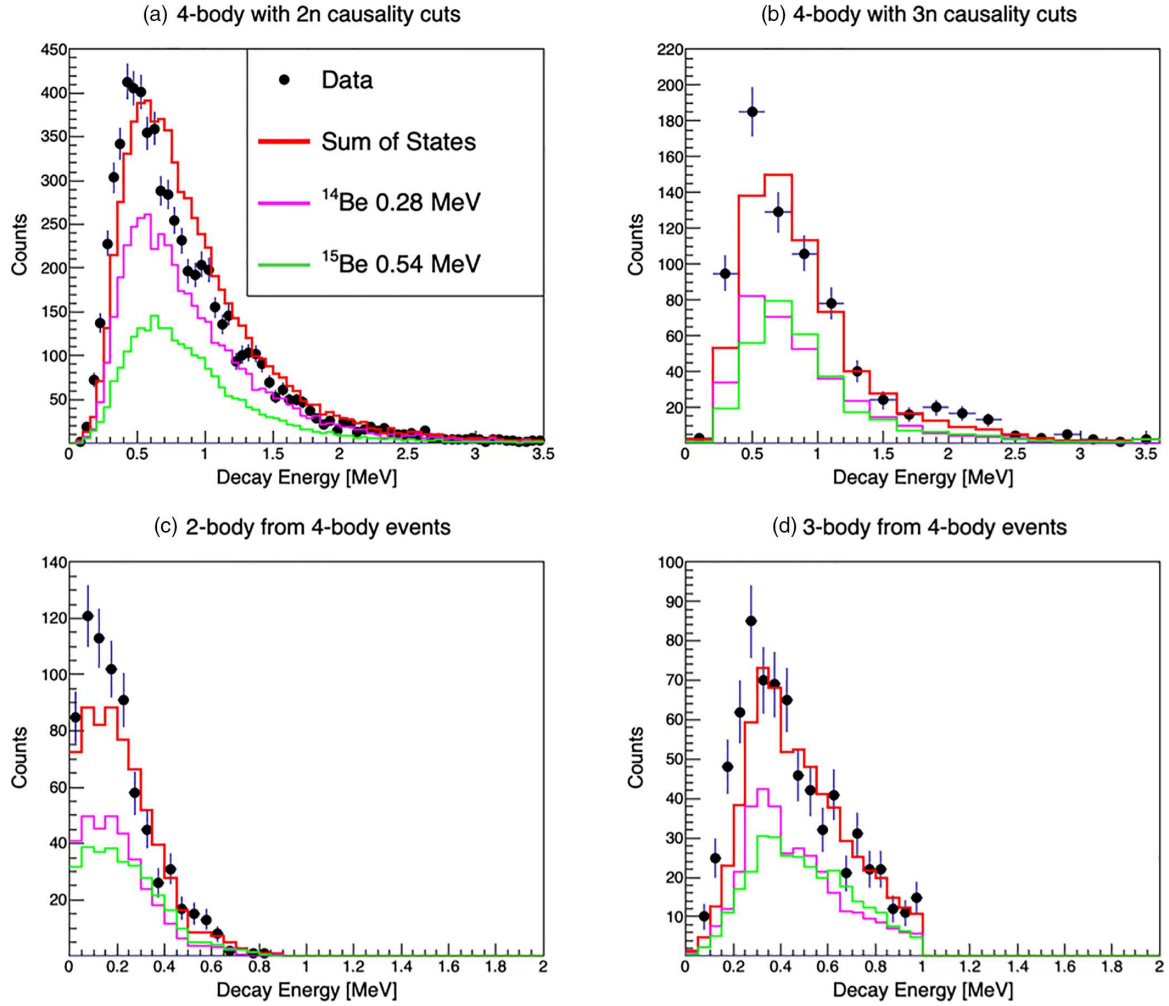 (a) 4-body with 2n causality cuts
450
400
350
300
250
200
150
100
50
Counts
Data
Sum of States
¹⁴Be 0.28 MeV
¹⁵Be 0.54 MeV
0 0.5 1 1.5 2 2.5 3 3.5
Decay Energy [MeV]
(b) 4-body with 3n causality cuts
220
200
180
160
140
120
100
80
60
40
20
Counts
0 0.5 1 1.5 2 2.5 3 3.5
Decay Energy [MeV]
(c) 2-body from 4-body events
140
120
100
80
60
40
20
Counts
0 0.2 0.4 0.6 0.8 1 1.2 1.4 1.6 1.8 2
Decay Energy [MeV]
(d) 3-body from 4-body events
100
90
80
70
60
50
40
30
20
10
Counts
0 0.2 0.4 0.6 0.8 1 1.2 1.4 1.6 1.8 2
Decay Energy [MeV]